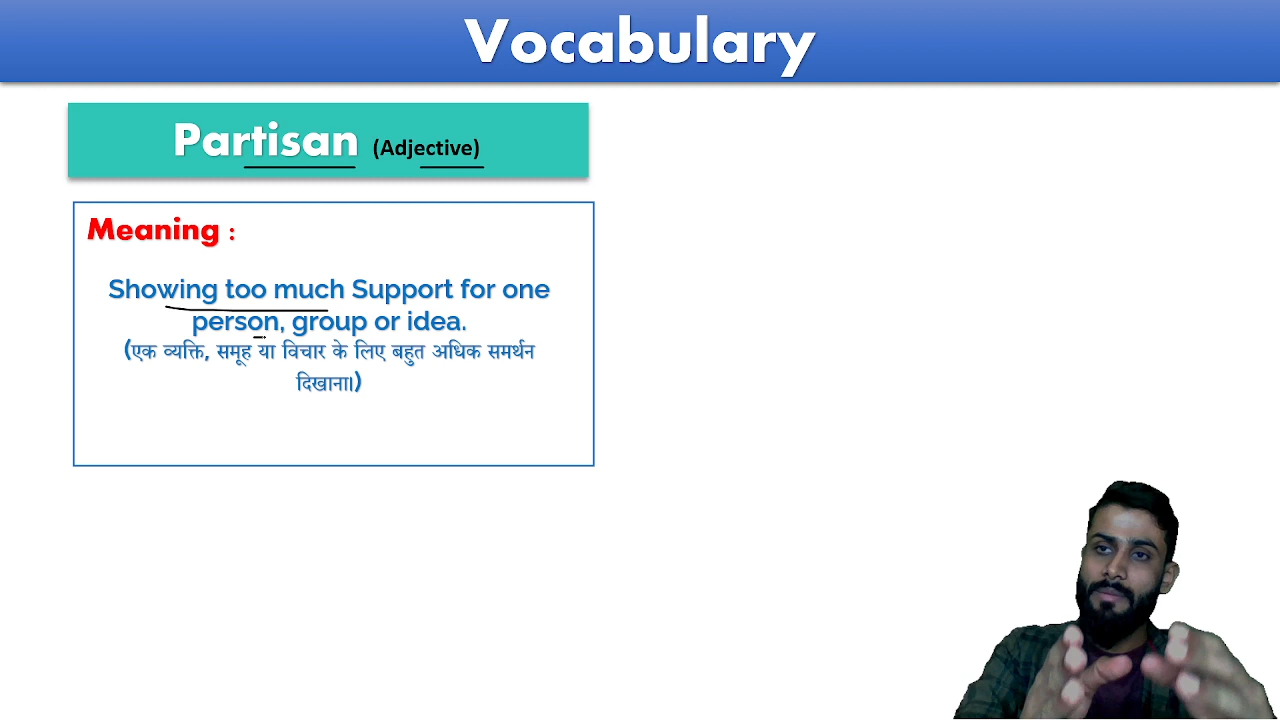 Vocabulary
Partisan (Adjective)
Meaning :
Showing too much Support for one
person, group or idea.
(एक व्यक्ति, समूह या विचार के लिए बहुत अधिक समर्थन
दिखाना।)